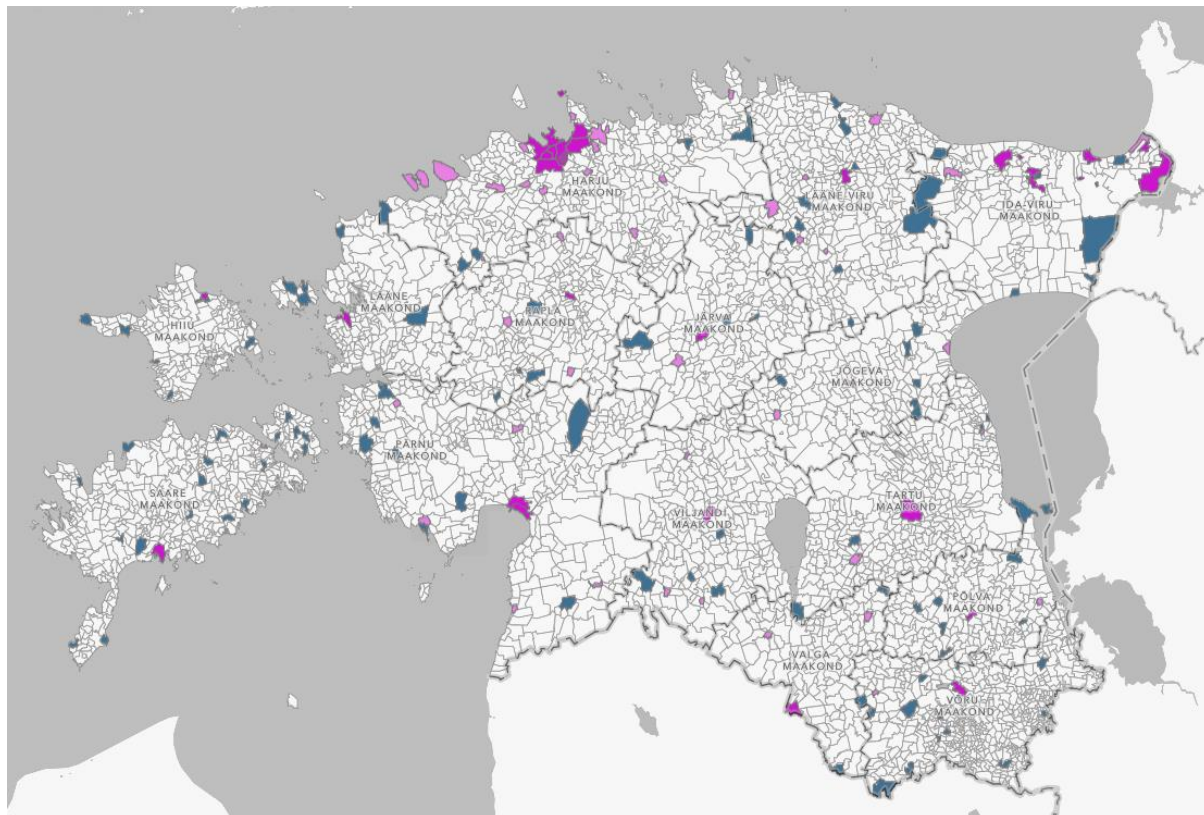 HARJU
MAAKOND
LÄÄNE-VIRU
MAAKOND
IDA-VIRU
MAAKOND
LÄÄNE
MAAKOND
RAPLA
MAAKOND
JÄRVA
MAAKOND
HIIU
MAAKOND
JÕGEVA
MAAKOND
PÄRNU
MAAKOND
SAARE
MAAKOND
VILJANDI
MAAKOND
TARTU
MAAKOND
PÕLVA
MAAKOND
VALGA
MAAKOND
VÕRU
MAAKOND